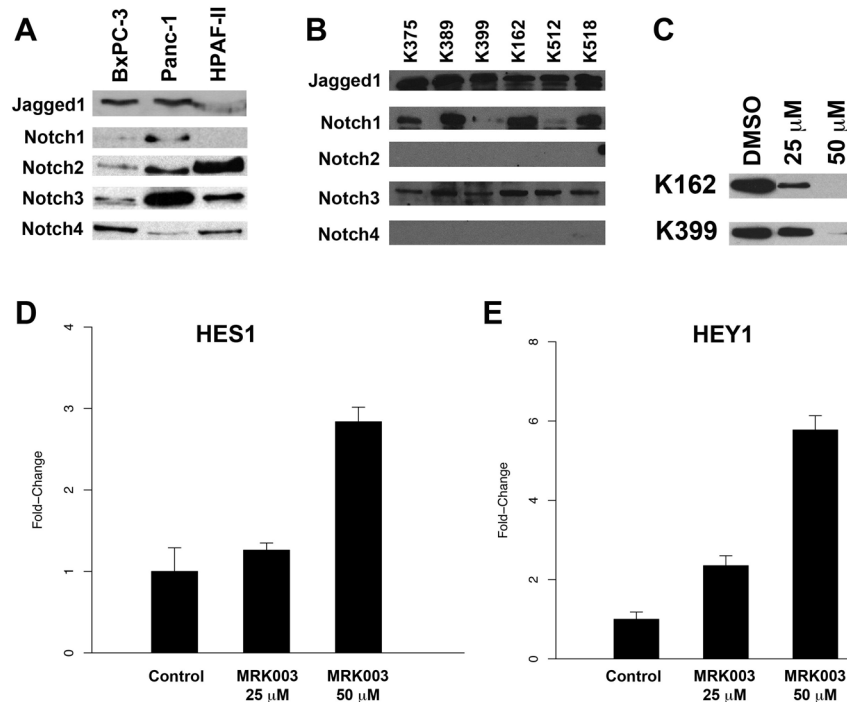 A
BxPC-3
Panc-1
HPAF-II
Jagged1
Notch1
Notch2
Notch3
Notch4
B
K375
K389
K399
K162
K512
K518
Jagged1
Notch1
Notch2
Notch3
Notch4
C
DMSO
25 µM
50 µM
K162
K399
D
HES1
Fold–Change
4
3
2
1
0
Control
MRK003
25 µM
MRK003
50 µM
E
HEY1
Fold–Change
8
6
4
2
0
Control
MRK003
25 µM
MRK003
50 µM